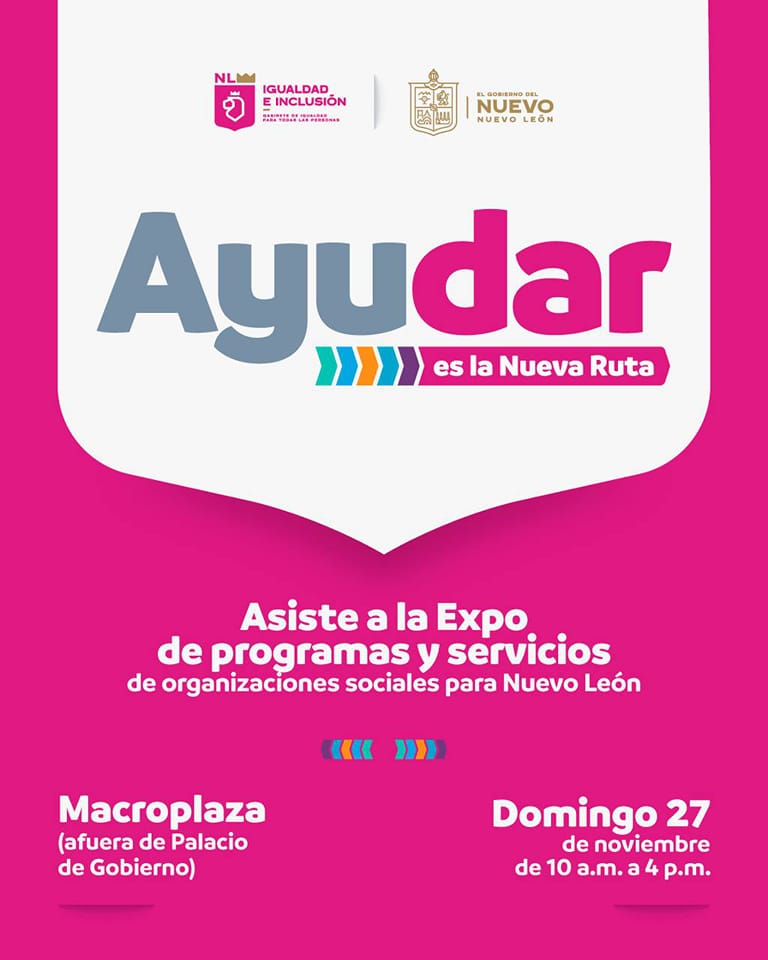 NL
IGUALDAD
E INCLUSIÓN
GABINETE DE IGUALDAD
PARA TODAS LAS PERSONAS
EL GOBIERNO DEL
NUEVO
NUEVO LEÓN
Ayudar
es la Nueva Ruta
Asiste a la Expo
de programas y servicios
de organizaciones sociales para Nuevo León
Macroplaza
(afuera de Palacio
de Gobierno)
Domingo 27
de noviembre
de 10 a.m. a 4 p.m.